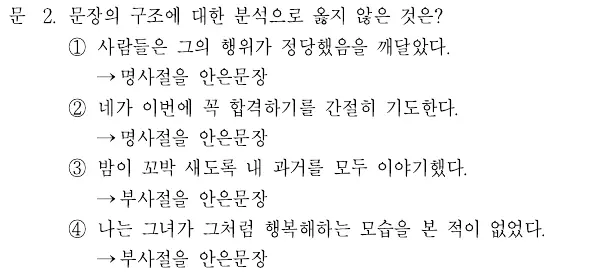 문 2. 문장의 구조에 대한 분석으로 옳지 않은 것은?
① 사람들은 그의 행위가 정당했음을 깨달았다.
→명사절을 안은문장
② 네가 이번에 꼭 합격하기를 간절히 기도한다.
→명사절을 안은문장
③ 밤이 꼬박 새도록 내 과거를 모두 이야기했다.
→부사절을 안은문장
④ 나는 그녀가 그처럼 행복해하는 모습을 본 적이 없었다.
→부사절을 안은문장